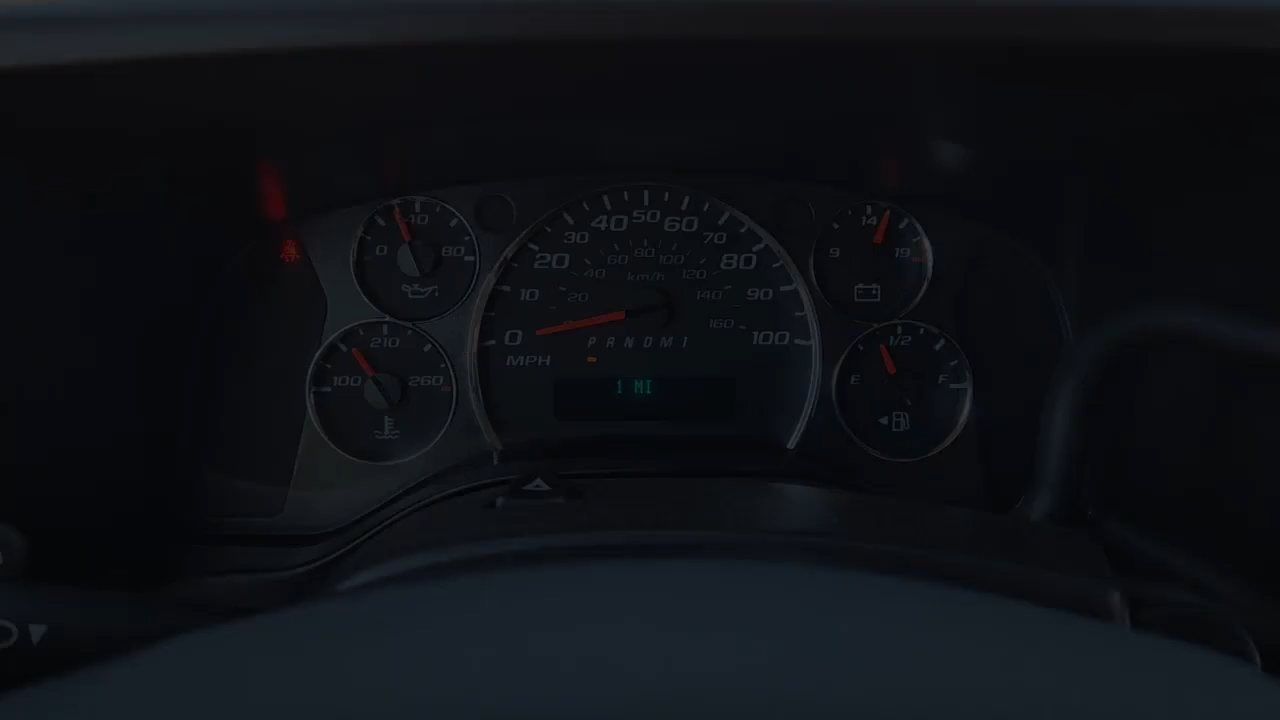 0 40 80
100 210 260
0 10 20 30 40 50 60 70 80 90 100
20 40 60 80 100 120 140 160
km/h
MPH
P R N D M 1
1 MI
9 14 19
E 1/2 F